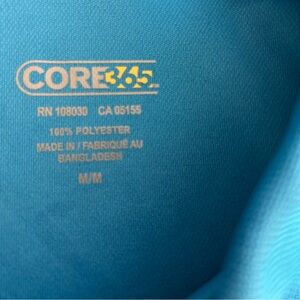 CORE365
RN 108030 CA 05155
100% POLYESTER
MADE IN / FABRIQUÉ AU
BANGLADESH
M/M